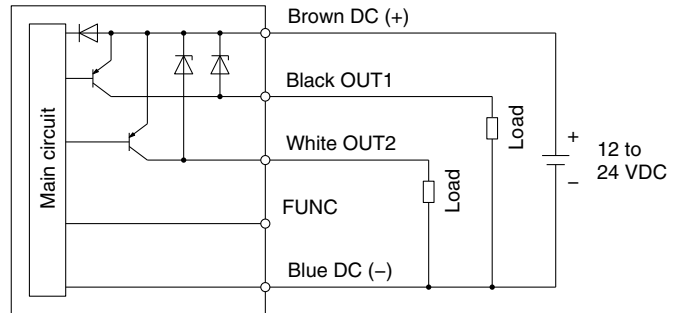 Brown DC (+)
Main circuit
Black OUT1
Load
White OUT2
Load
+
−
12 to
24 VDC
FUNC
Blue DC (−)